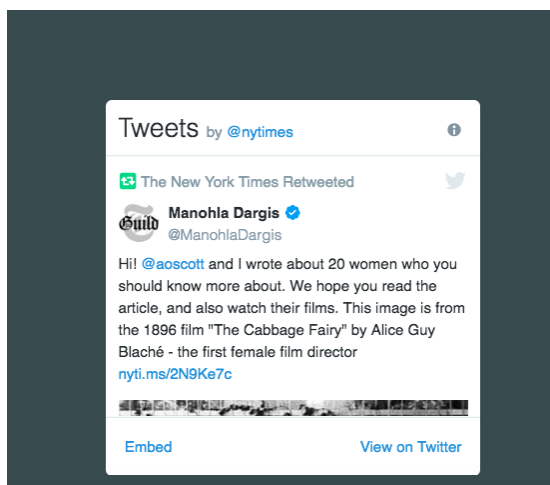 Tweets by @nytimes
The New York Times Retweeted
Guild
Manohla Dargis
@ManohlaDargis
Hi! @aoscott and I wrote about 20 women who you
should know more about. We hope you read the
article, and also watch their films. This image is from
the 1896 film "The Cabbage Fairy" by Alice Guy
Blaché - the first female film director
nyti.ms/2N9Ke7c
Embed View on Twitter